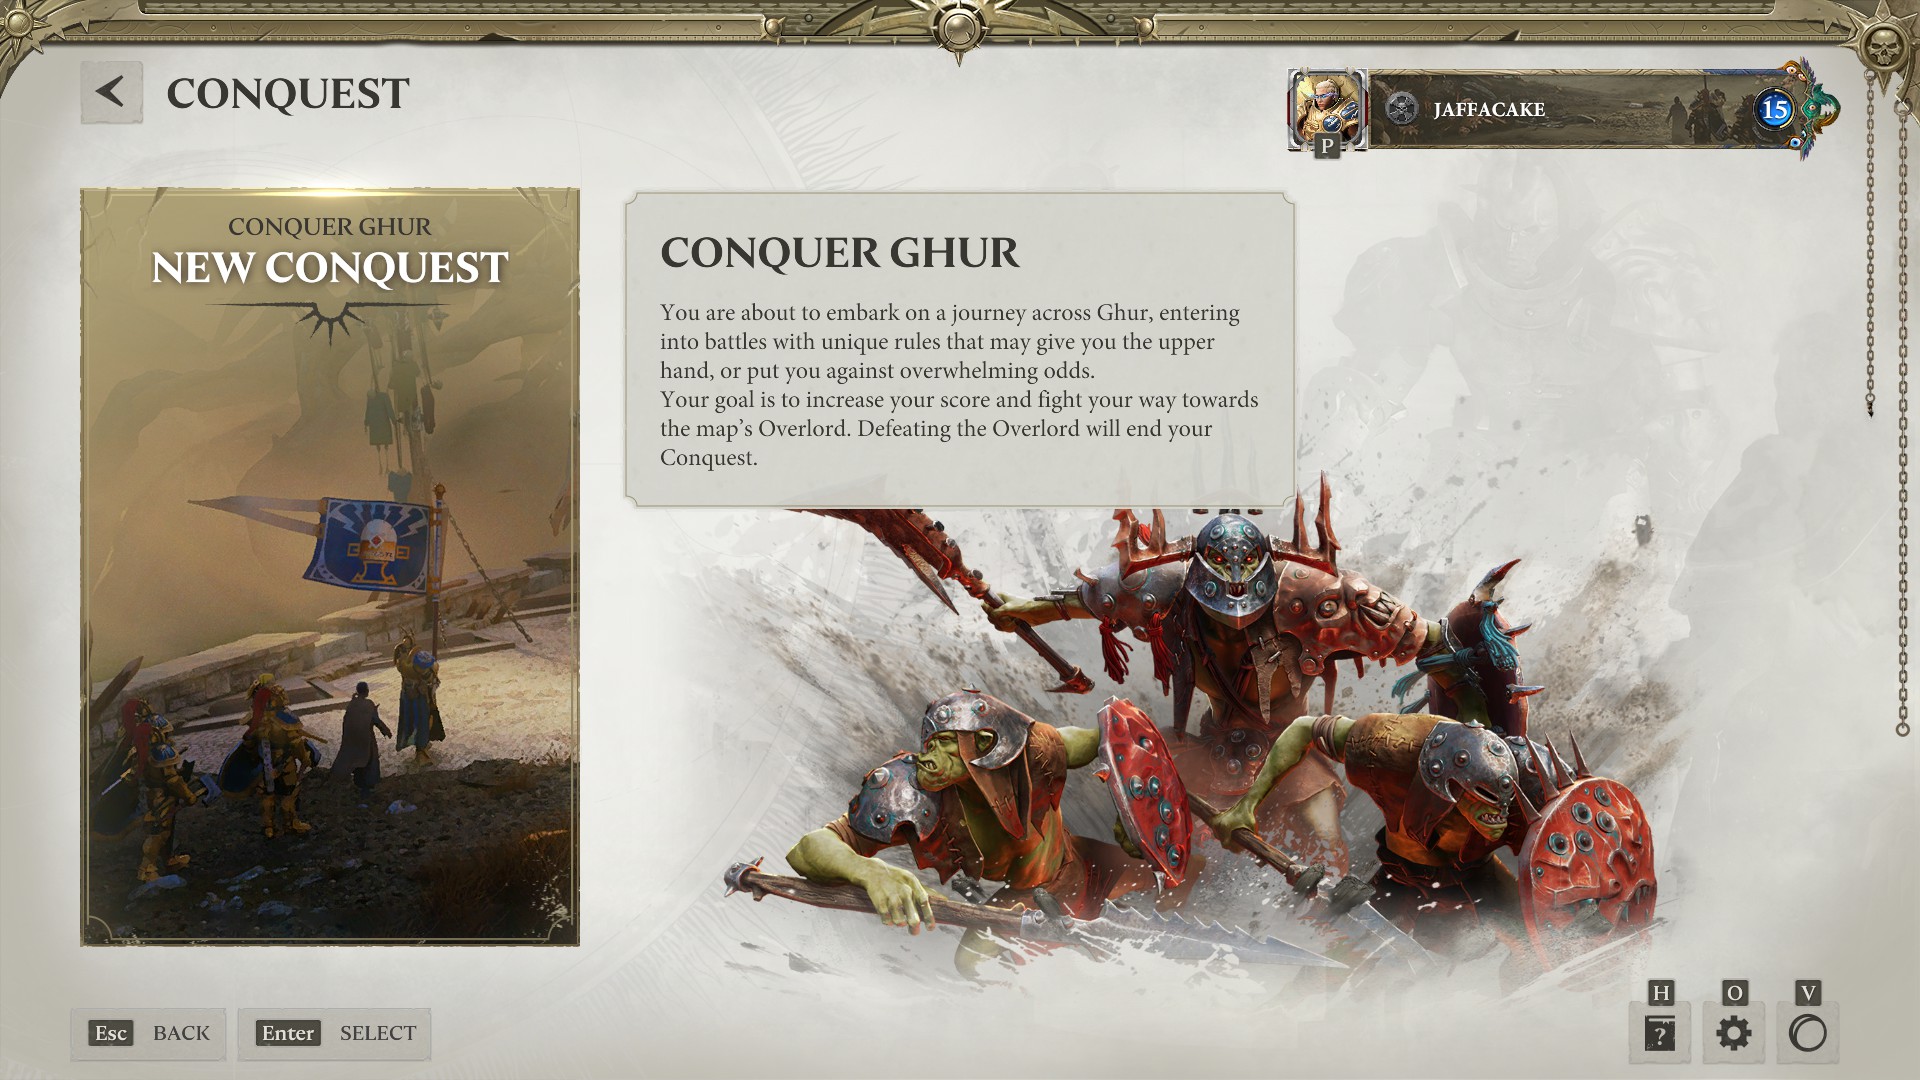 CONQUEST
P
JAFFACAKE
15
CONQUER GHUR
NEW CONQUEST
CONQUER GHUR
You are about to embark on a journey across Ghur, entering
into battles with unique rules that may give you the upper
hand, or put you against overwhelming odds.
Your goal is to increase your score and fight your way towards
the map’s Overlord. Defeating the Overlord will end your
Conquest.
Esc BACK
Enter SELECT
H
O
V
?